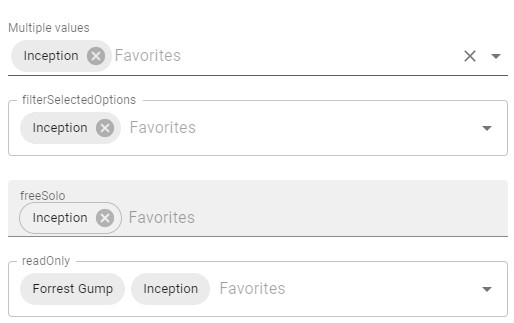 Multiple values
Inception Favorites
filterSelectedOptions
Inception Favorites
freeSolo
Inception Favorites
readOnly
Forrest Gump Inception Favorites